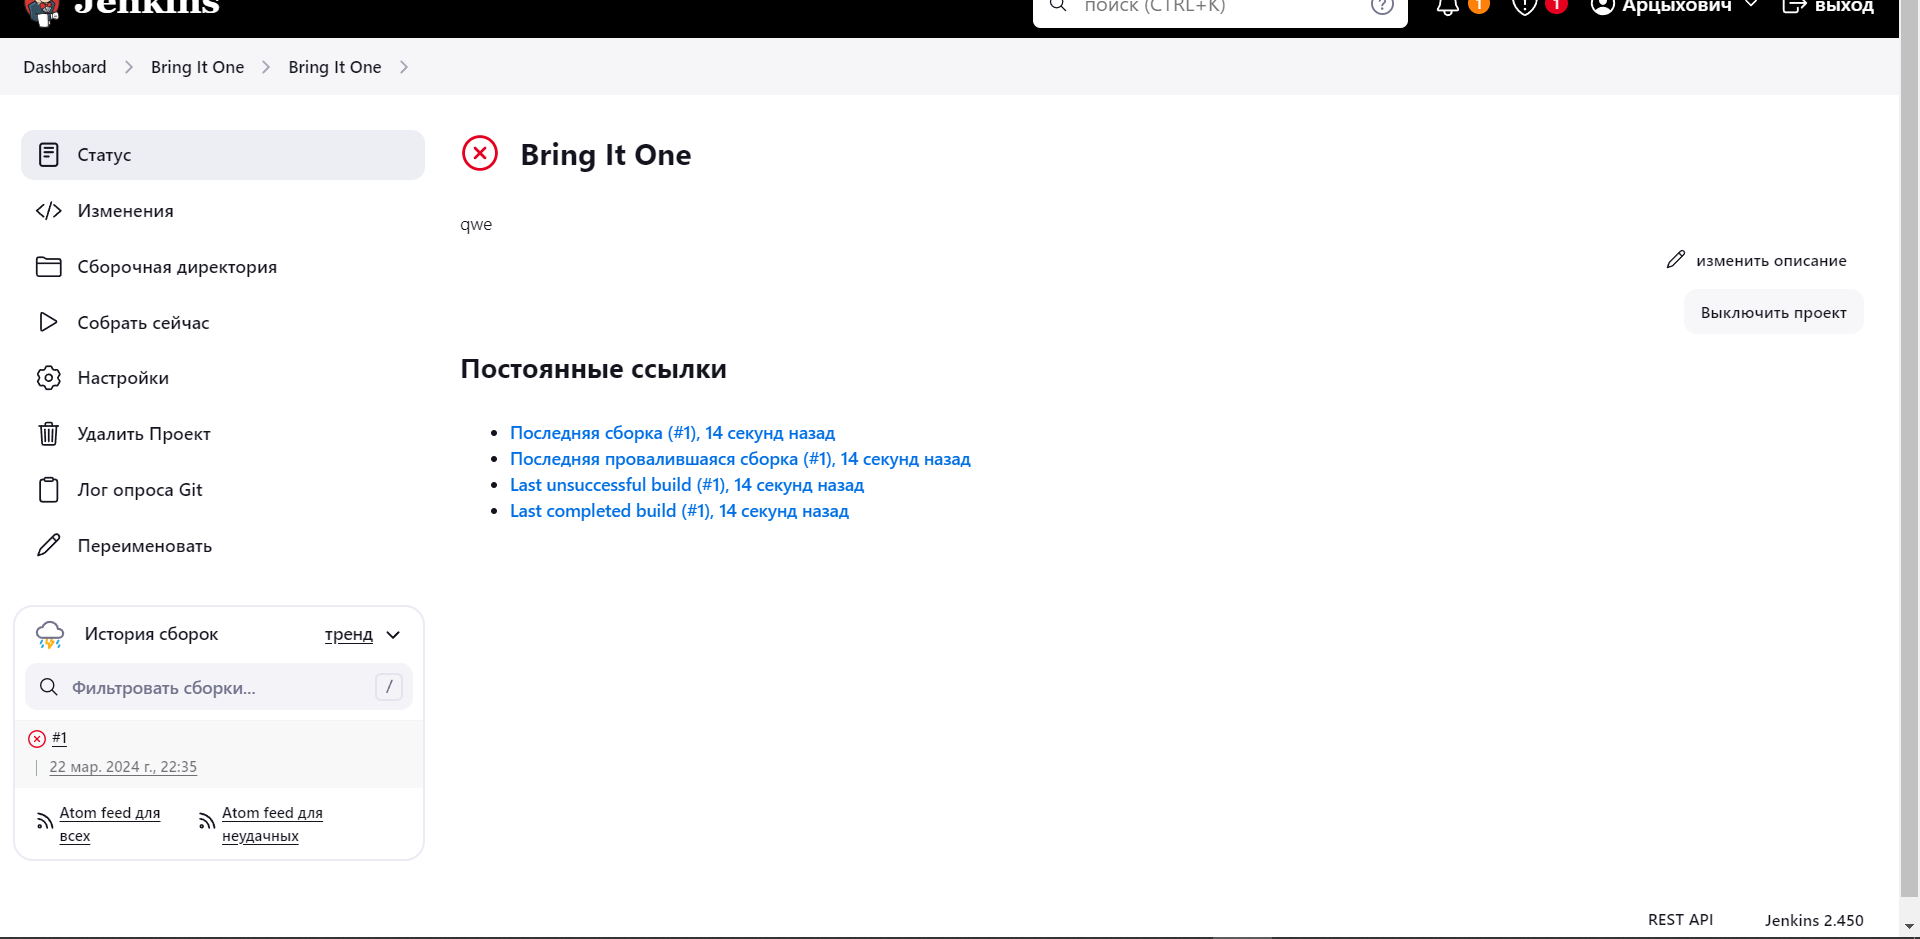 Jenkins
поиск (CTRL+K)
?
1
1
Арцыхович
выход
Dashboard
Bring It One
Bring It One
Статус
Изменения
Сборочная директория
Собрать сейчас
Настройки
Удалить Проект
Лог опроса Git
Переименовать
История сборок
тренд
Фильтровать сборки...
/
#1
22 мар. 2024 г., 22:35
Atom feed для
всех
Atom feed для
неудачных
Bring It One
qwe
изменить описание
Выключить проект
Постоянные ссылки
Последняя сборка (#1), 14 секунд назад
Последняя провалившаяся сборка (#1), 14 секунд назад
Last unsuccessful build (#1), 14 секунд назад
Last completed build (#1), 14 секунд назад
REST API
Jenkins 2.450